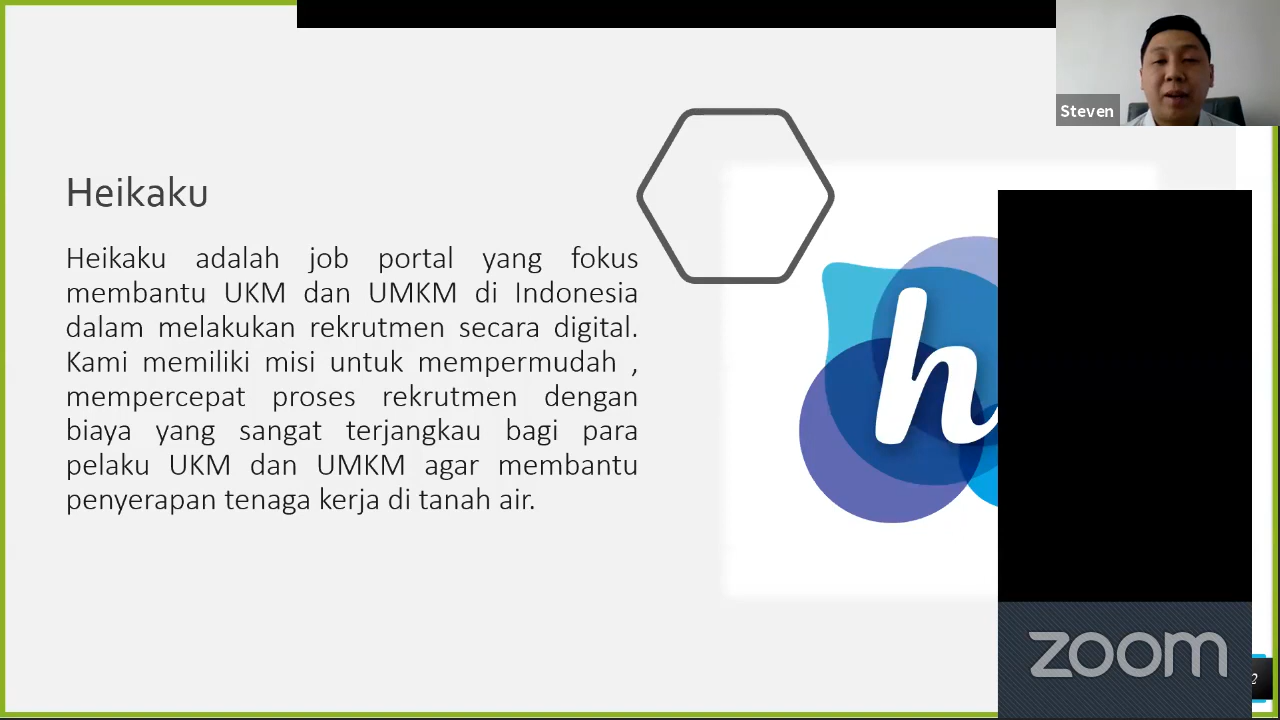 Steven
Heikaku
Heikaku adalah job portal yang fokus
membantu UKM dan UMKM di Indonesia
dalam melakukan rekrutmen secara digital.
Kami memiliki misi untuk mempermudah ,
mempercepat proses rekrutmen dengan
biaya yang sangat terjangkau bagi para
pelaku UKM dan UMKM agar membantu
penyerapan tenaga kerja di tanah air.
h
zoom
2